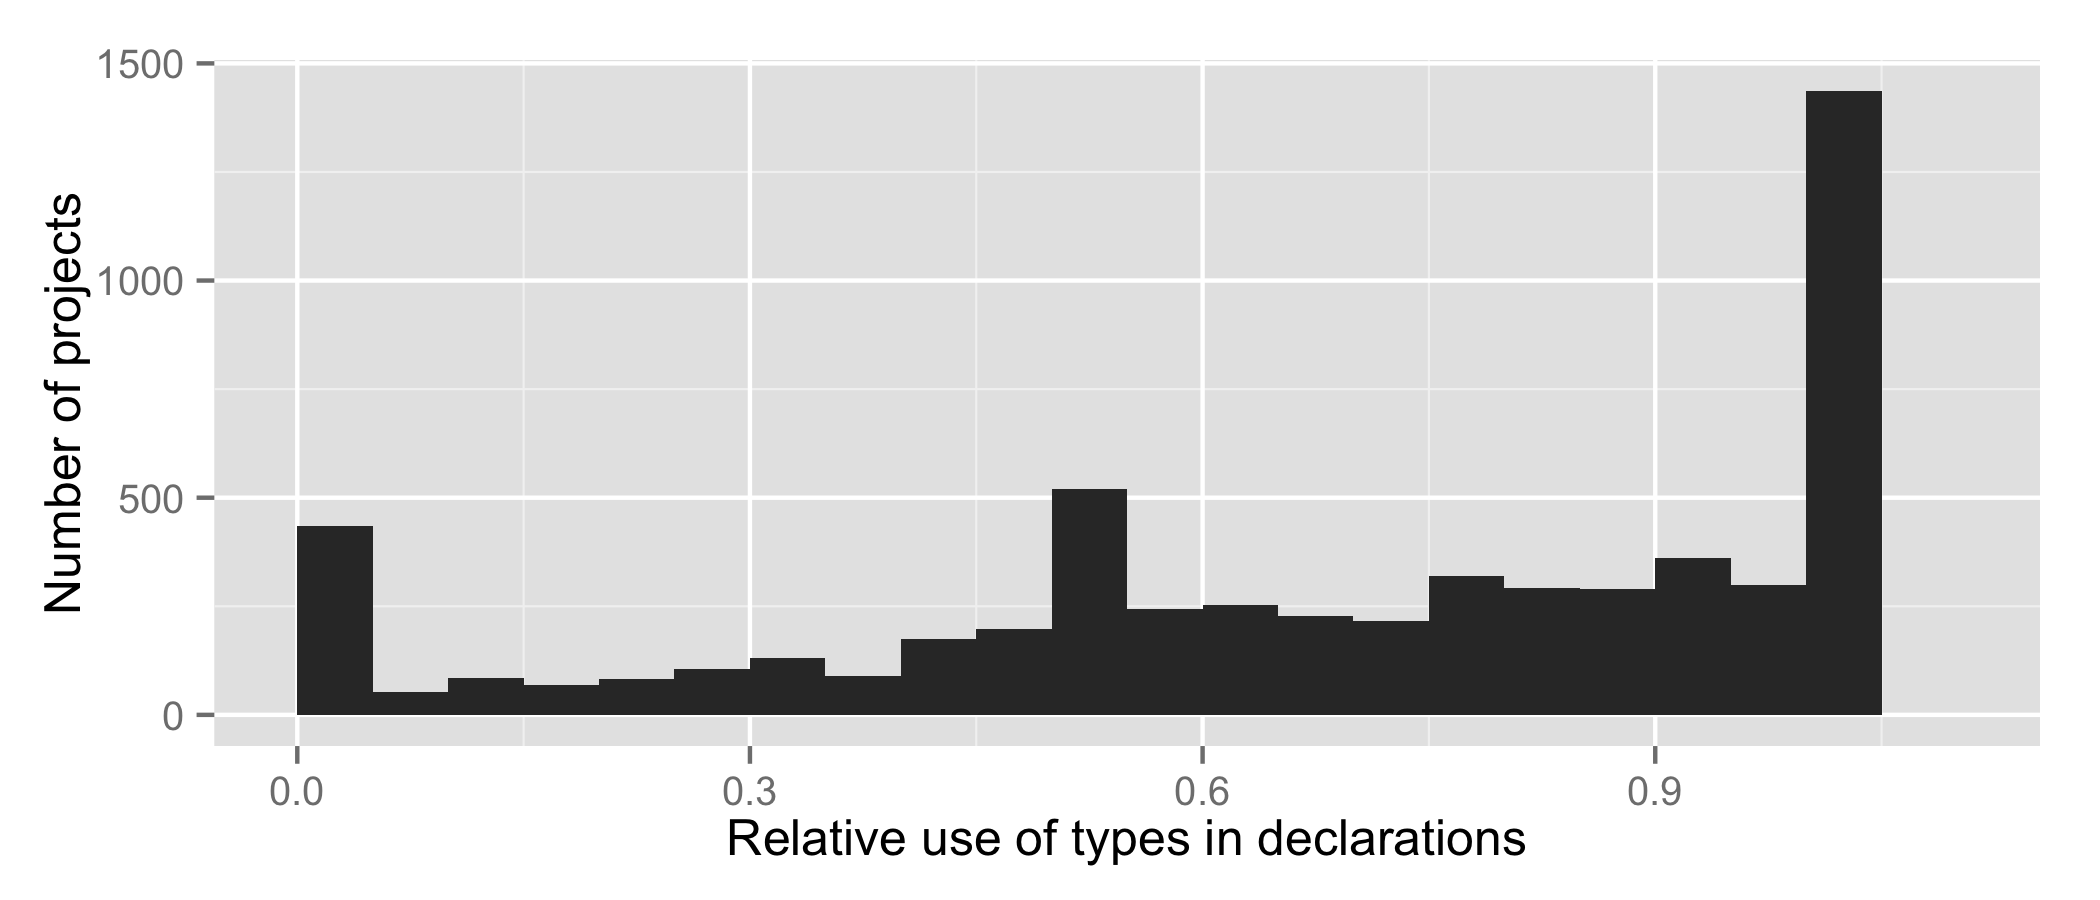 1500
1000
500
0
Number of projects
0.0 0.3 0.6 0.9
Relative use of types in declarations